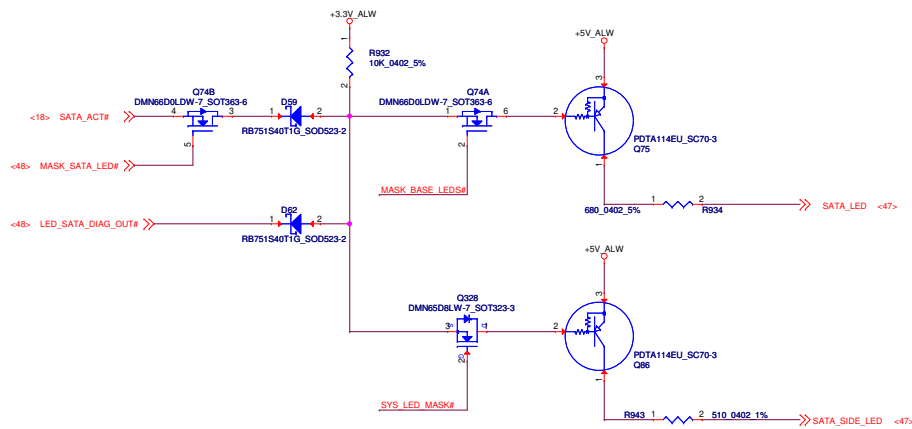 +3.3V_ALW
1
R932
10K_0402_5%
2
+5V_ALW
3
Q74B
DMN66D0LDW-7_SOT363-6
D59
Q74A
DMN66D0LDW-7_SOT363-6
<18> SATA_ACT#
4 3
1 2
1 6
2
RB751S40T1G_SOD523-2
PDTA114EU_SC70-3
Q75
5
2
1
<48> MASK_SATA_LED#
MASK_BASE_LEDS#
1 2
680_0402_5% R934
SATA_LED <47>
D62
<48> LED_SATA_DIAG_OUT#
1 2
RB751S40T1G_SOD523-2
+5V_ALW
3
Q328
DMN65D8LW-7_SOT323-3
3 1
2
2
PDTA114EU_SC70-3
Q86
1
SYS_LED_MASK#
R943 1 2 510_0402_1%
SATA_SIDE_LED <47>